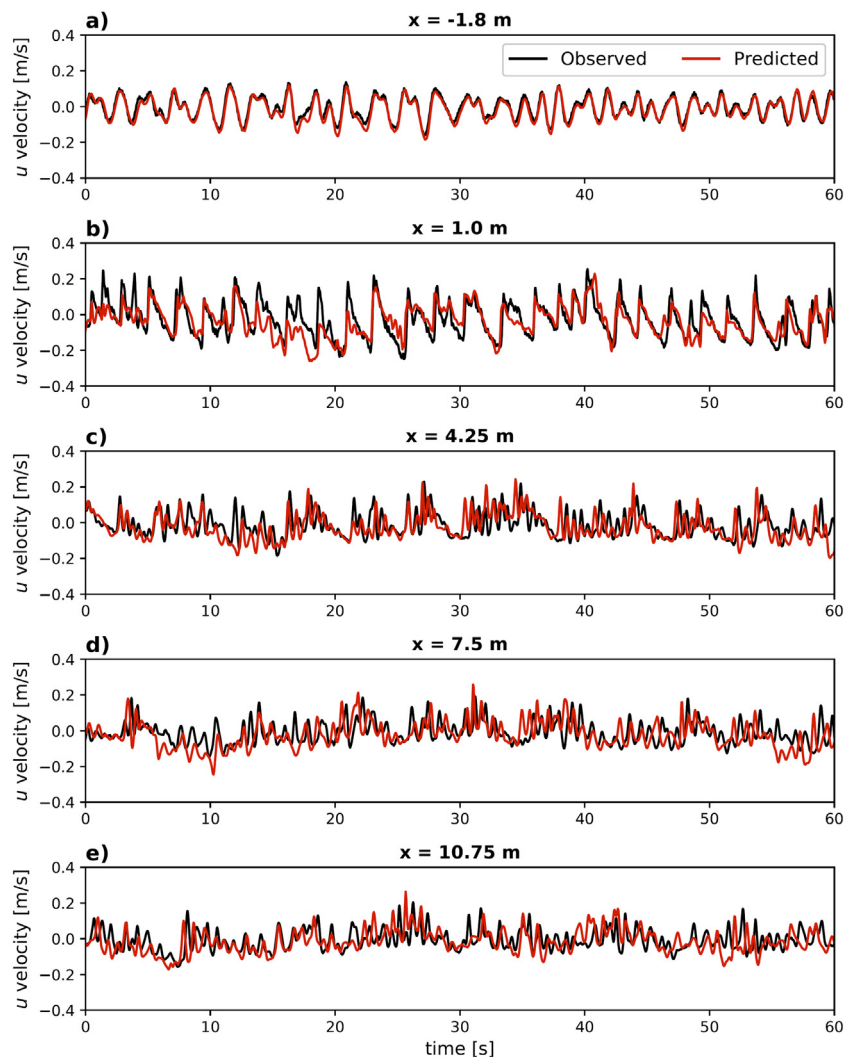 a)
x = -1.8 m
0.4
0.2
0.0
−0.2
−0.4
u velocity [m/s]
Observed
Predicted
0 10 20 30 40 50 60
b)
x = 1.0 m
0.4
0.2
0.0
−0.2
−0.4
u velocity [m/s]
0 10 20 30 40 50 60
c)
x = 4.25 m
0.4
0.2
0.0
−0.2
−0.4
u velocity [m/s]
0 10 20 30 40 50 60
d)
x = 7.5 m
0.4
0.2
0.0
−0.2
−0.4
u velocity [m/s]
0 10 20 30 40 50 60
e)
x = 10.75 m
0.4
0.2
0.0
−0.2
−0.4
u velocity [m/s]
0 10 20 30 40 50 60
time [s]